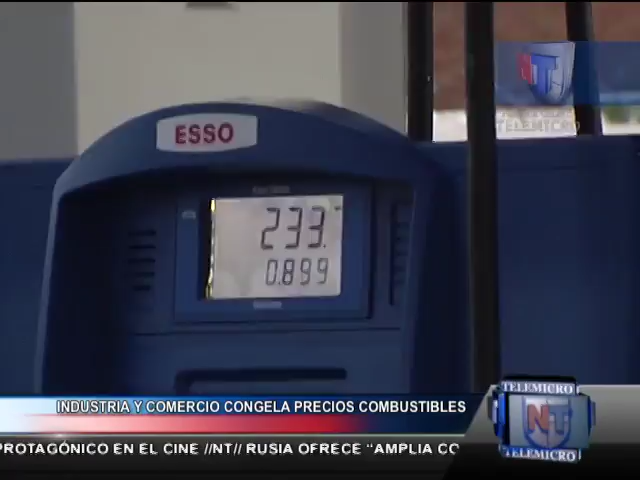 NT
TELEMICRO
ESSO
233.
0.899
INDUSTRIA Y COMERCIO CONGELA PRECIOS COMBUSTIBLES
PROTAGÓNICO EN EL CINE //NT// RUSIA OFRECE “AMPLIA CO
TELEMICRO
NT
TELEMICRO